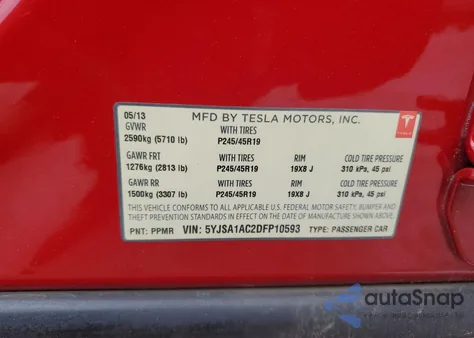 05/13 MFD BY TESLA MOTORS, INC.
GVWR WITH TIRES
2590kg (5710 lb) P245/45R19
GAWR FRT WITH TIRES RIM COLD TIRE PRESSURE
1276kg (2813 lb) P245/45R19 19X8 J 310 kPa, 45 psi
GAWR RR WITH TIRES RIM COLD TIRE PRESSURE
1500kg (3307 lb) P245/45R19 19X8 J 310 kPa, 45 psi
THIS VEHICLE CONFORMS TO ALL APPLICABLE U.S. FEDERAL MOTOR VEHICLE SAFETY, BUMPER AND
THEFT PREVENTION STANDARDS IN EFFECT ON THE DATE OF MANUFACTURE SHOWN ABOVE.
PNT: PPMR VIN: 5YJSA1AC2DFP10593 TYPE: PASSENGER CAR
autoSnap